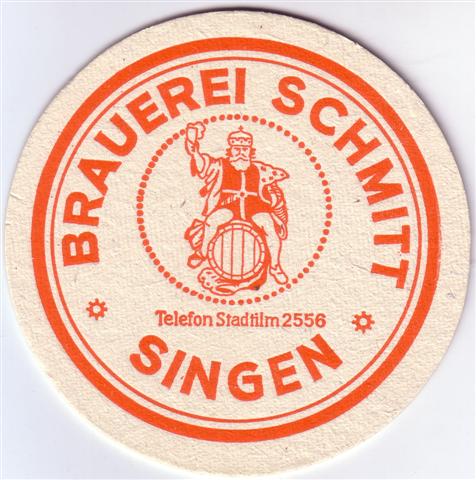 BRAUEREI SCHMITT
Telefon Stadtilm 2556
SINGEN